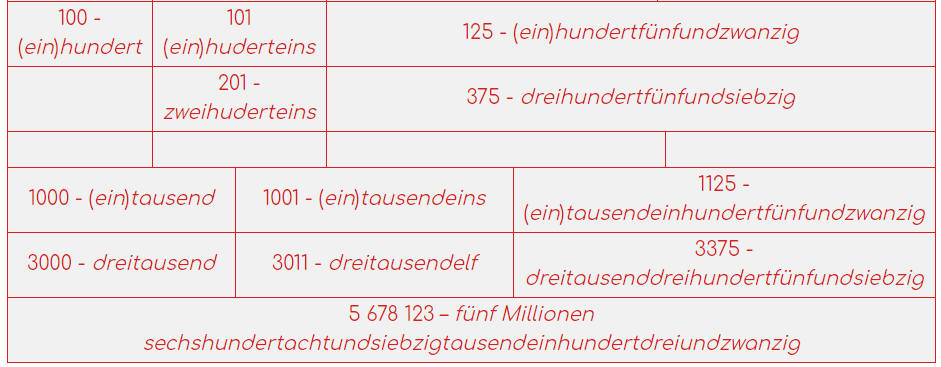 100 -
(ein)hundert
101
(ein)huderteins
125 - (ein)hundertfünfundzwanzig
201 -
zweihuderteins
375 - dreihundertfünfundsiebzig
1000 - (ein)tausend
1001 - (ein)tausendeins
1125 -
(ein)tausendeinhundertfünfundzwanzig
3000 - dreitausend
3011 - dreitausendelf
3375 -
dreitausenddreihundertfünfundsiebzig
5 678 123 – fünf Millionen
sechshundertachtundsiebzigtausendeinhundertdreiundzwanzig